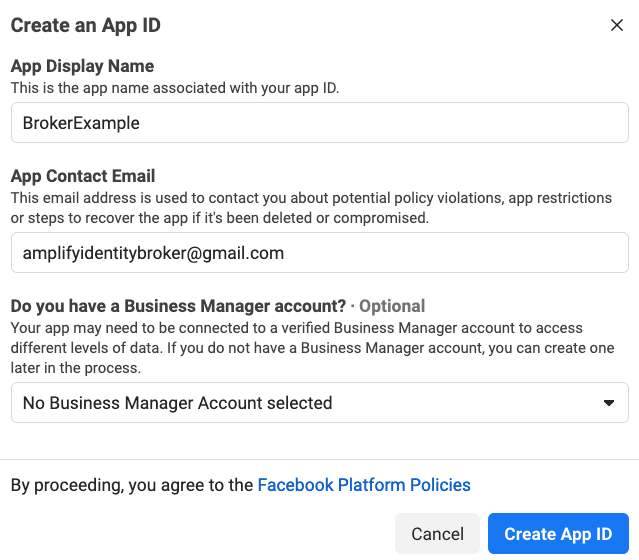 Create an App ID
App Display Name
This is the app name associated with your app ID.
BrokerExample
App Contact Email
This email address is used to contact you about potential policy violations, app restrictions
or steps to recover the app if it's been deleted or compromised.
amplifyidentitybroker@gmail.com
Do you have a Business Manager account? · Optional
Your app may need to be connected to a verified Business Manager account to access
different levels of data. If you do not have a Business Manager account, you can create one
later in the process.
No Business Manager Account selected
By proceeding, you agree to the Facebook Platform Policies
Cancel
Create App ID